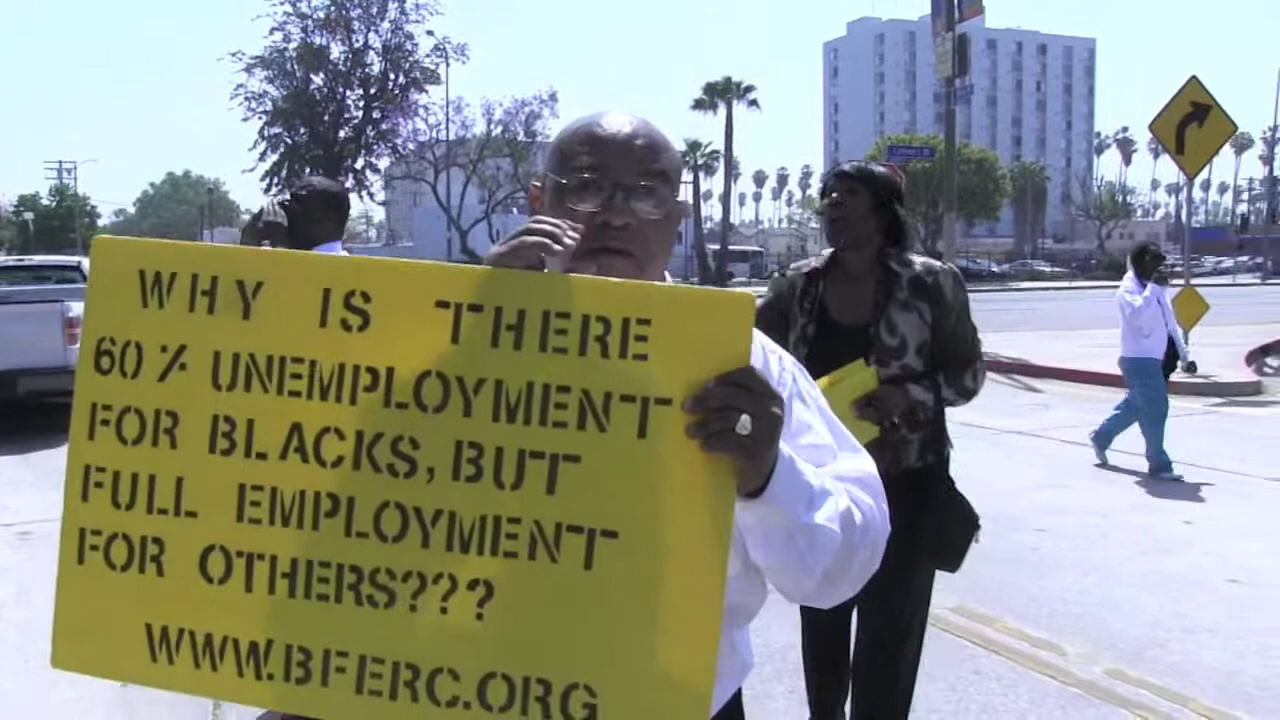 WHY IS THERE
60% UNEMPLOYMENT
FOR BLACKS, BUT
FULL EMPLOYMENT
FOR OTHERS???
WWW.BFERC.ORG